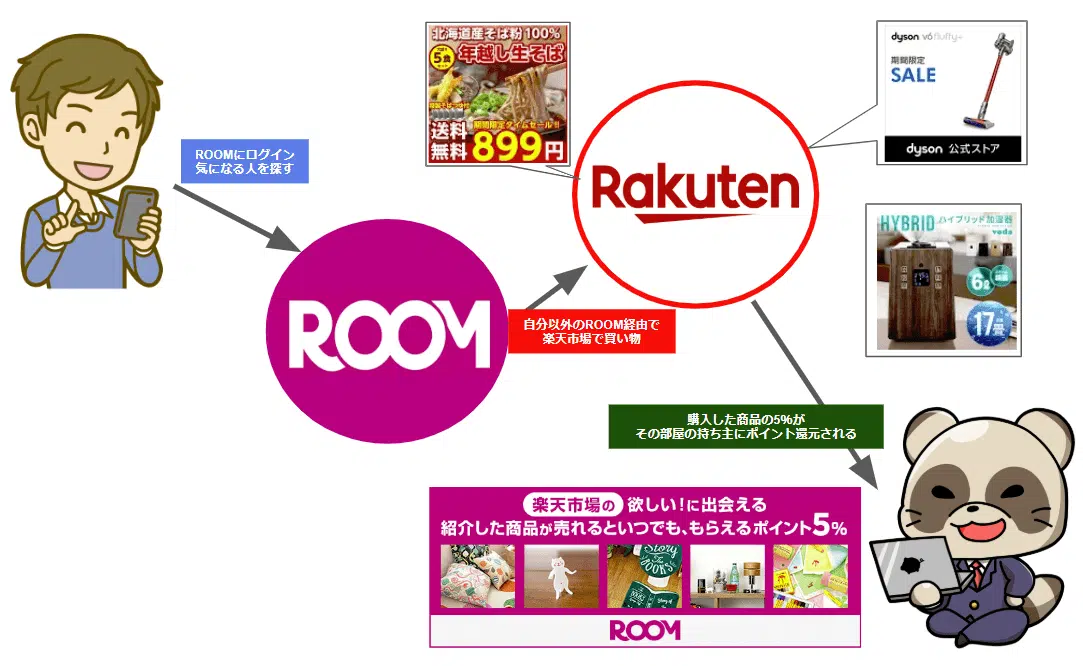 北海道産そば粉100%
5食
年越し生そば
期間限定タイムセール!!
送料
無料
899円
dyson v6 fluffy+
期間限定
SALE
dyson 公式ストア
ROOMにログイン
気になる人を探す
Rakuten
HYBRID ハイブリッド加湿器
6ℓ
17畳
ROOM
自分以外のROOM経由で
楽天市場で買い物
購入した商品の5%が
その部屋の持ち主にポイント還元される
楽天市場の 欲しい!に出会える
紹介した商品が売れるといつでも、もらえるポイント5%
ROOM